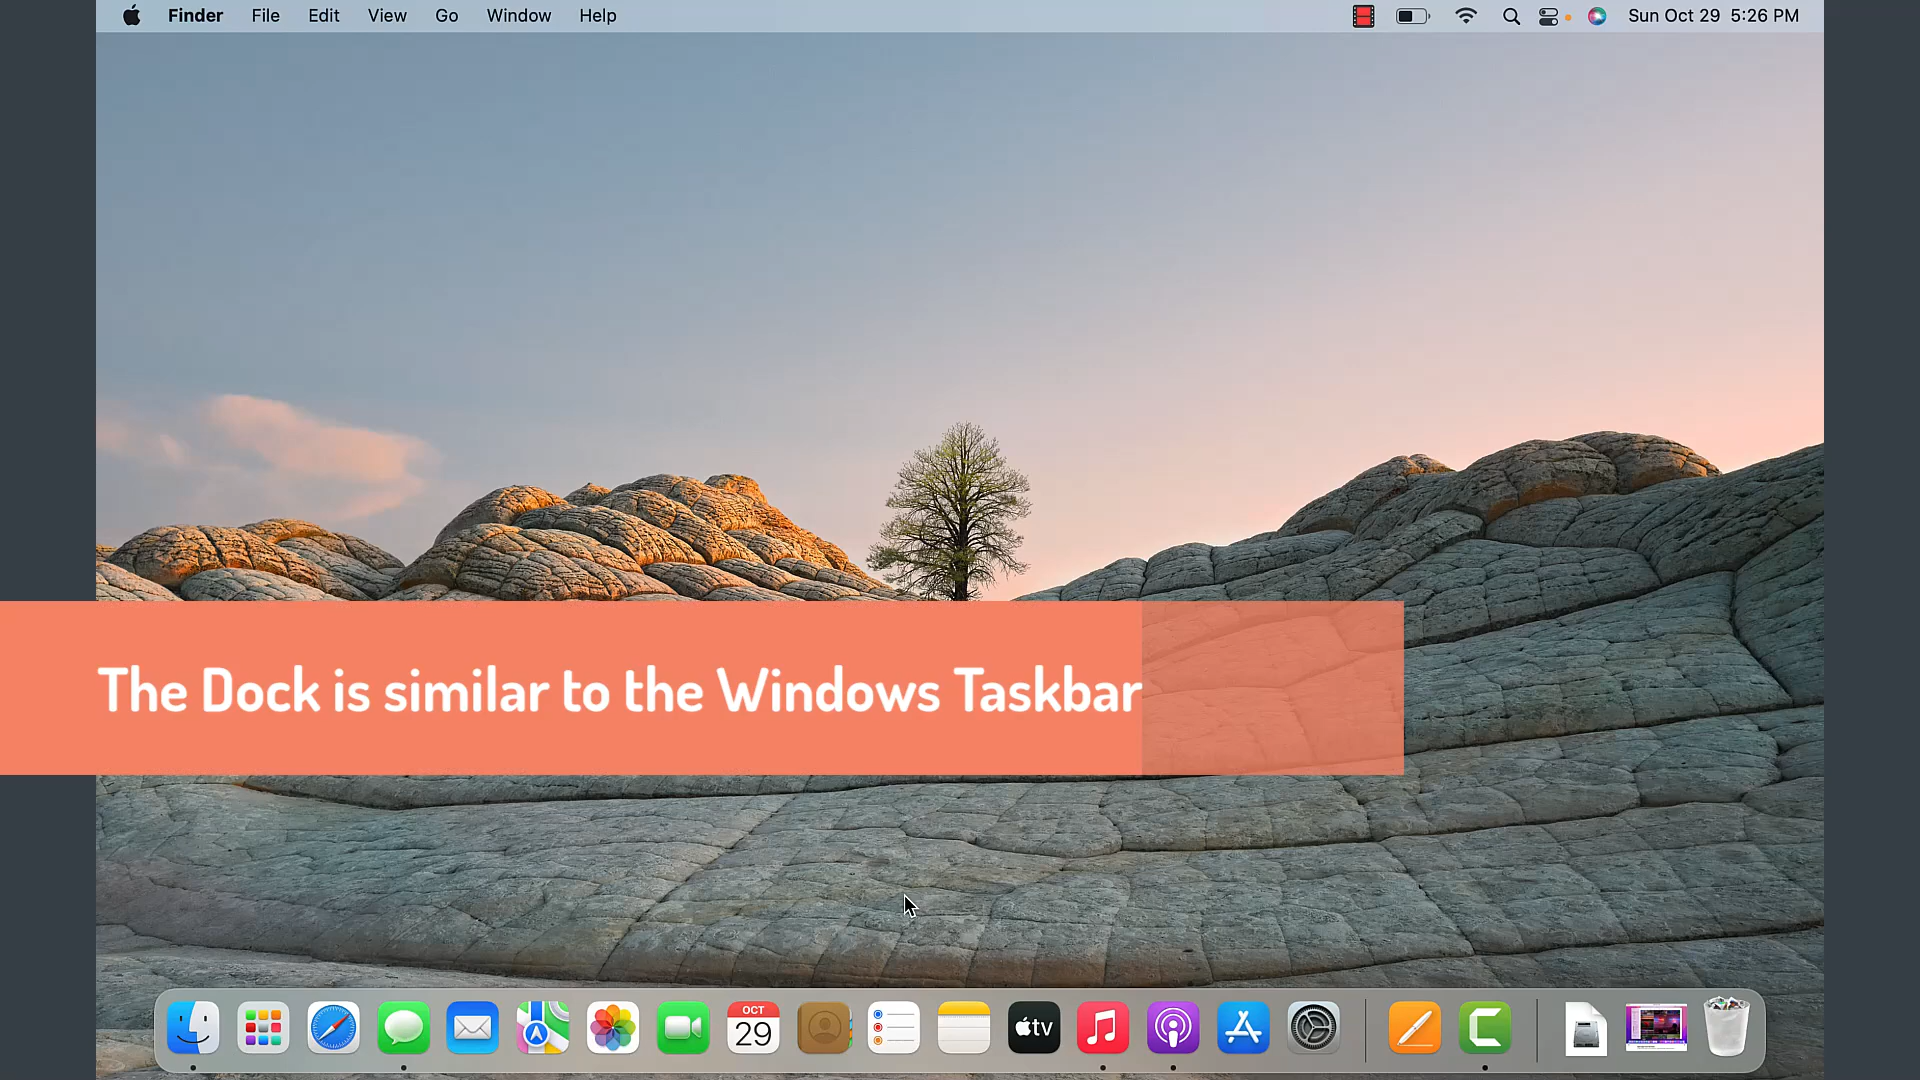 Finder File Edit View Go Window Help Sun Oct 29 5:26 PM
The Dock is similar to the Windows Taskbar
OCT
29
tv